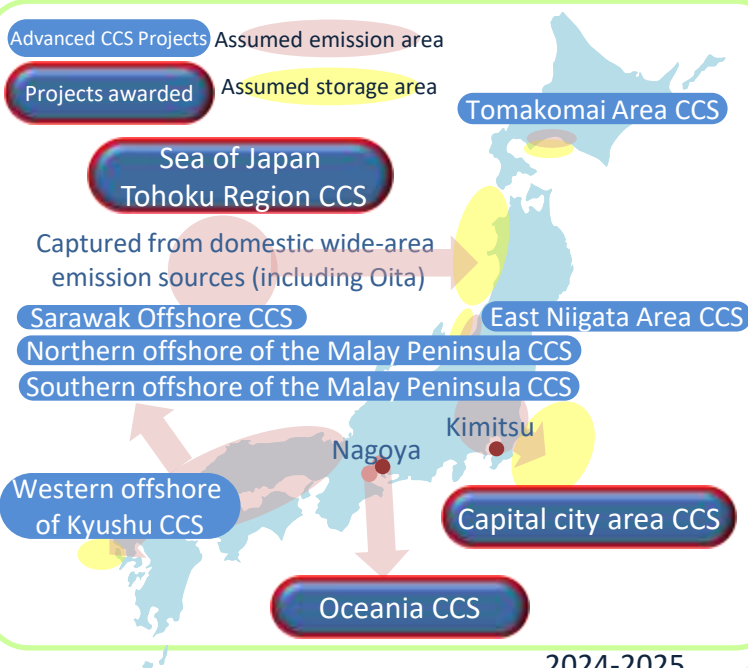 Advanced CCS Projects
Assumed emission area
Projects awarded
Assumed storage area
Tomakomai Area CCS
Sea of Japan
Tohoku Region CCS
Captured from domestic wide-area
emission sources (including Oita)
Sarawak Offshore CCS
East Niigata Area CCS
Northern offshore of the Malay Peninsula CCS
Southern offshore of the Malay Peninsula CCS
Kimitsu
Nagoya
Western offshore
of Kyushu CCS
Capital city area CCS
Oceania CCS
2024-2025